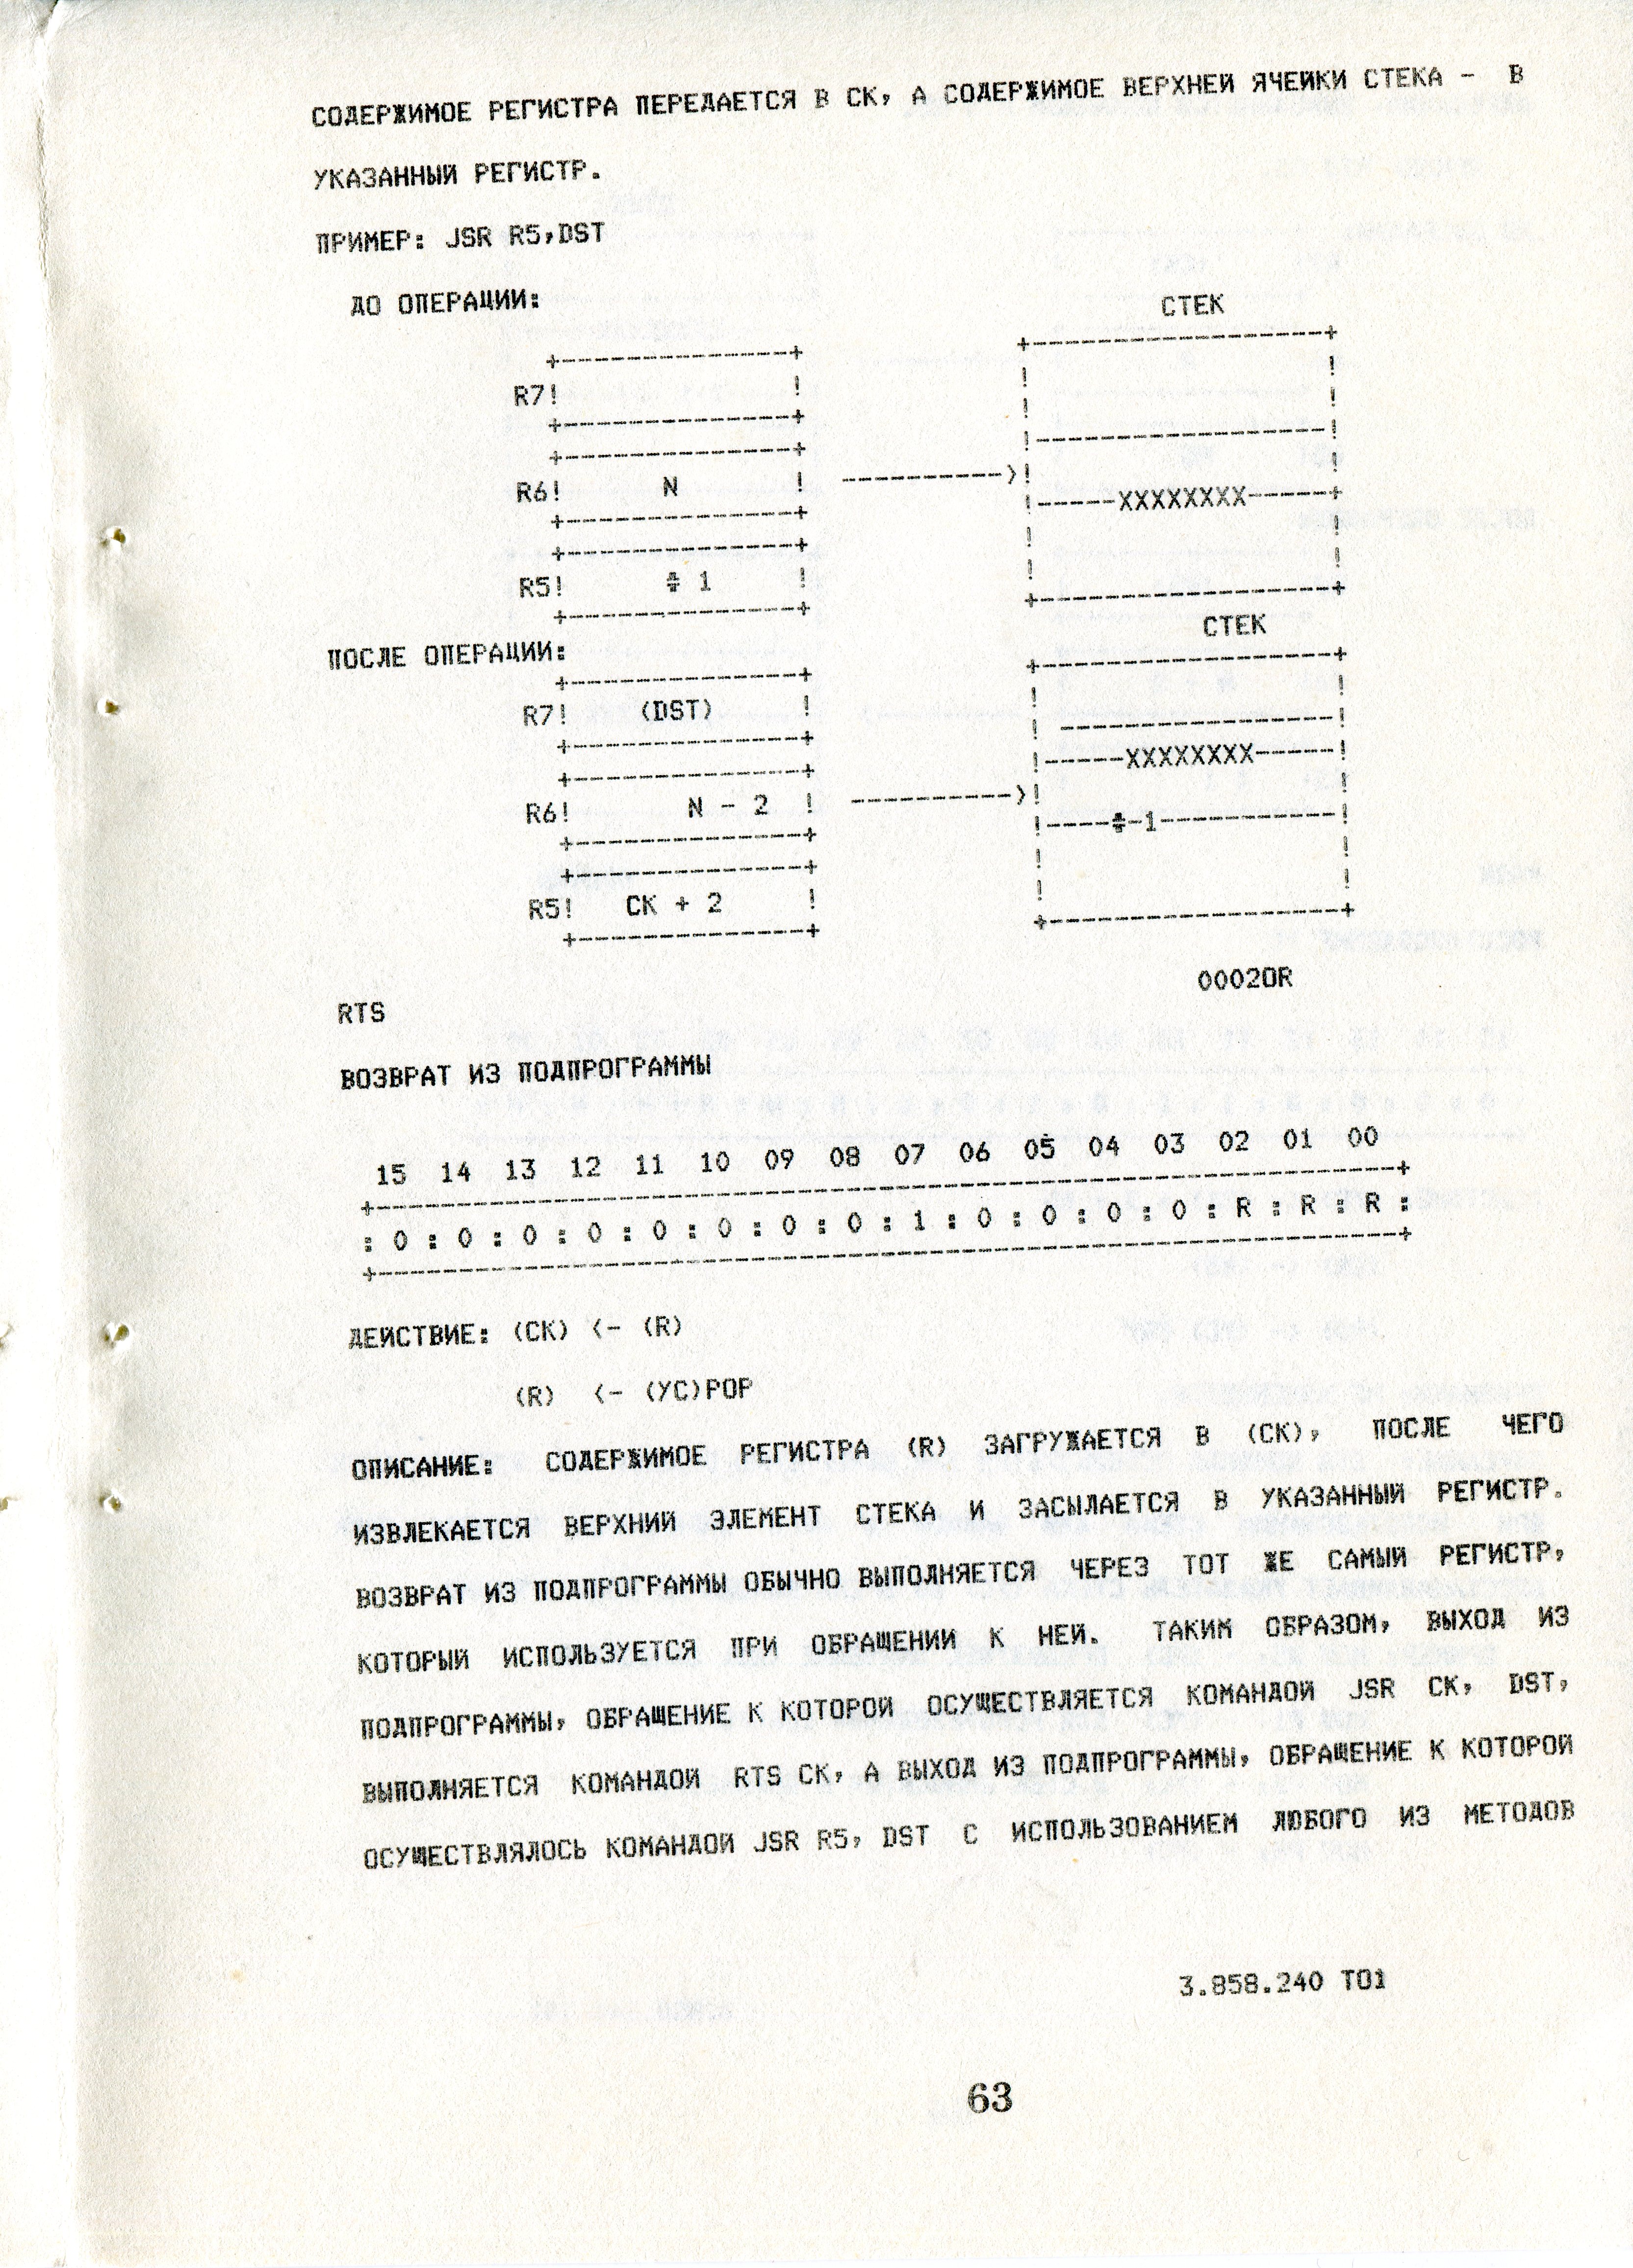 СОДЕРЖИМОЕ РЕГИСТРА ПЕРЕДАЕТСЯ В СК, А СОДЕРЖИМОЕ ВЕРХНЕЙ ЯЧЕЙКИ СТЕКА - В
УКАЗАННЫЙ РЕГИСТР.
ПРИМЕР: JSR R5,DST
ДО ОПЕРАЦИИ: СТЕК
+---------------+ +------------------+
R7! ! ! !
+---------------+ ! !
+---------------+ !------------------!
R6! N ! ---------->! !
+---------------+ !-----XXXXXXXX-----+
+---------------+ ! !
R5! # 1 ! ! !
+---------------+ +------------------+
СТЕК
ПОСЛЕ ОПЕРАЦИИ:
+---------------+ +------------------+
R7! (DST) ! ! !
+---------------+ ! -----------------!
+---------------+ !-----XXXXXXXX-----!
R6! N - 2 ! ---------->! !
+---------------+ !----#-1-----------!
+---------------+ ! !
R5! СК + 2 ! ! !
+---------------+ +------------------+
00020R
RTS
ВОЗВРАТ ИЗ ПОДПРОГРАММЫ
15 14 13 12 11 10 09 08 07 06 05 04 03 02 01 00
+---------------------------------------------------------------+
: 0 : 0 : 0 : 0 : 0 : 0 : 0 : 0 : 1 : 0 : 0 : 0 : 0 : R : R : R :
+---------------------------------------------------------------+
ДЕЙСТВИЕ: (СК) <- (R)
(R) <- (УС)POP
ОПИСАНИЕ: СОДЕРЖИМОЕ РЕГИСТРА (R) ЗАГРУЖАЕТСЯ В (СК), ПОСЛЕ ЧЕГО
ИЗВЛЕКАЕТСЯ ВЕРХНИЙ ЭЛЕМЕНТ СТЕКА И ЗАСЫЛАЕТСЯ В УКАЗАННЫЙ РЕГИСТР.
ВОЗВРАТ ИЗ ПОДПРОГРАММЫ ОБЫЧНО ВЫПОЛНЯЕТСЯ ЧЕРЕЗ ТОТ ЖЕ САМЫЙ РЕГИСТР,
КОТОРЫЙ ИСПОЛЬЗУЕТСЯ ПРИ ОБРАЩЕНИИ К НЕЙ. ТАКИМ ОБРАЗОМ, ВЫХОД ИЗ
ПОДПРОГРАММЫ, ОБРАЩЕНИЕ К КОТОРОЙ ОСУЩЕСТВЛЯЕТСЯ КОМАНДОЙ JSR СК, DST,
ВЫПОЛНЯЕТСЯ КОМАНДОЙ RTS СК, А ВЫХОД ИЗ ПОДПРОГРАММЫ, ОБРАЩЕНИЕ К КОТОРОЙ
ОСУЩЕСТВЛЯЛОСЬ КОМАНДОЙ JSR R5, DST С ИСПОЛЬЗОВАНИЕМ ЛЮБОГО ИЗ МЕТОДОВ
3.858.240 ТО1
63